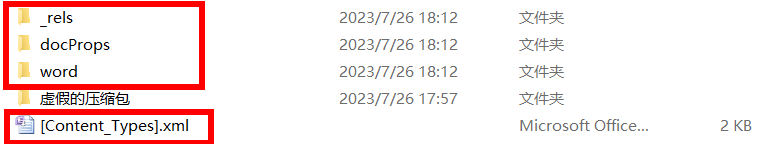 _rels 2023/7/26 18:12 文件夹
docProps 2023/7/26 18:12 文件夹
word 2023/7/26 18:12 文件夹
虚假的压缩包 2023/7/26 17:57 文件夹
[Content_Types].xml Microsoft Office... 2 KB